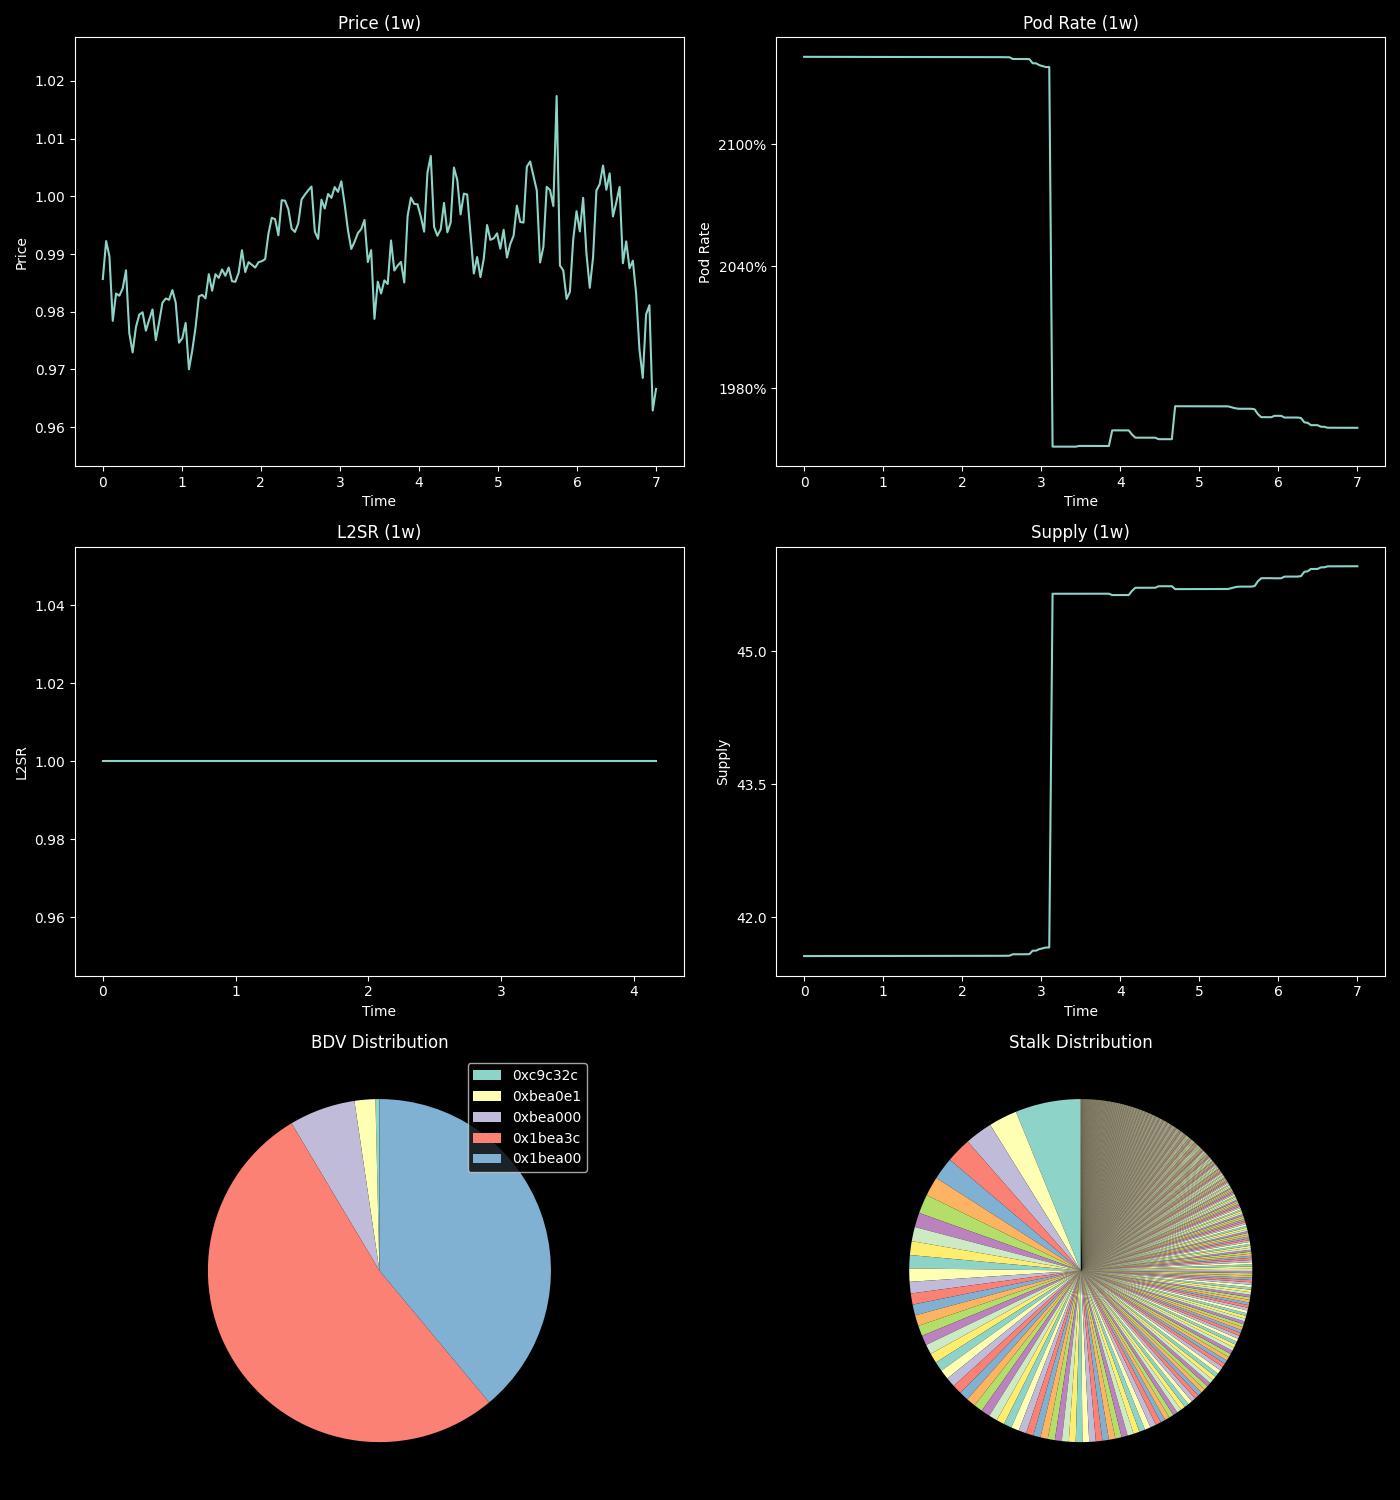 Price (1w)
Price
1.02
1.01
1.00
0.99
0.98
0.97
0.96
0 1 2 3 4 5 6 7
Time
Pod Rate (1w)
Pod Rate
2100%
2040%
1980%
0 1 2 3 4 5 6 7
Time
L2SR (1w)
L2SR
1.04
1.02
1.00
0.98
0.96
0 1 2 3 4
Time
Supply (1w)
Supply
45.0
43.5
42.0
0 1 2 3 4 5 6 7
Time
BDV Distribution
0xc9c32c
0xbea0e1
0xbea000
0x1bea3c
0x1bea00
Stalk Distribution